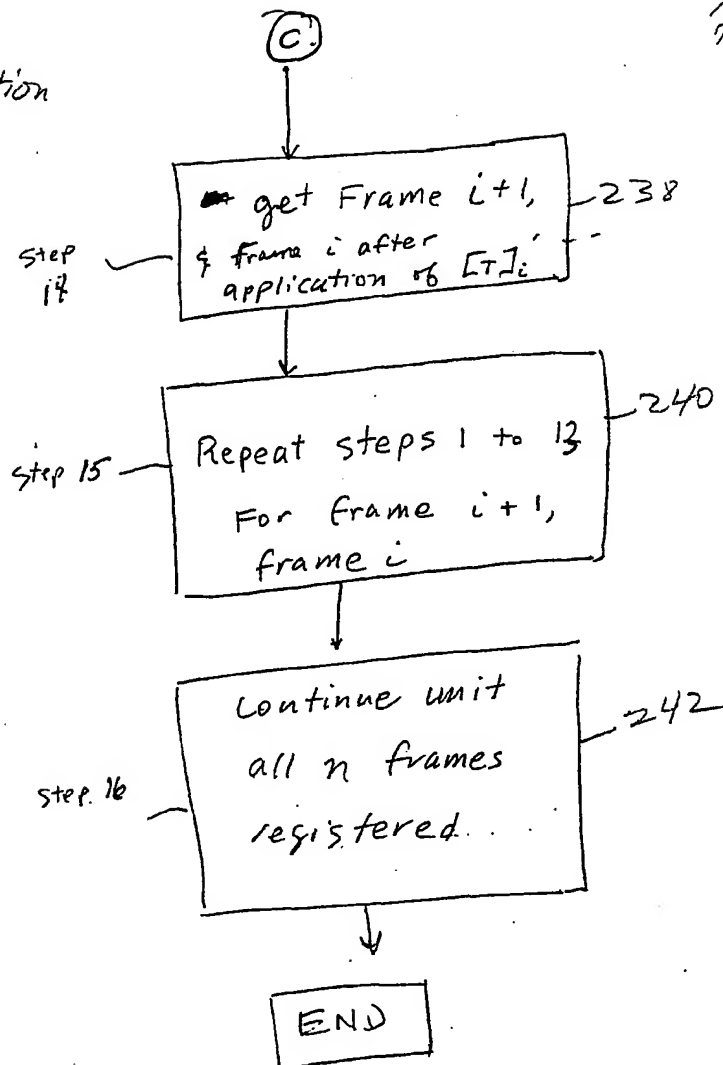 C
tion
get Frame i+1,
& frame i after
application of [T]i
238
step
14
Repeat steps 1 to 13
For frame i+1,
frame i
240
step 15
Continue unit
all n frames
registered
242
step. 16
END